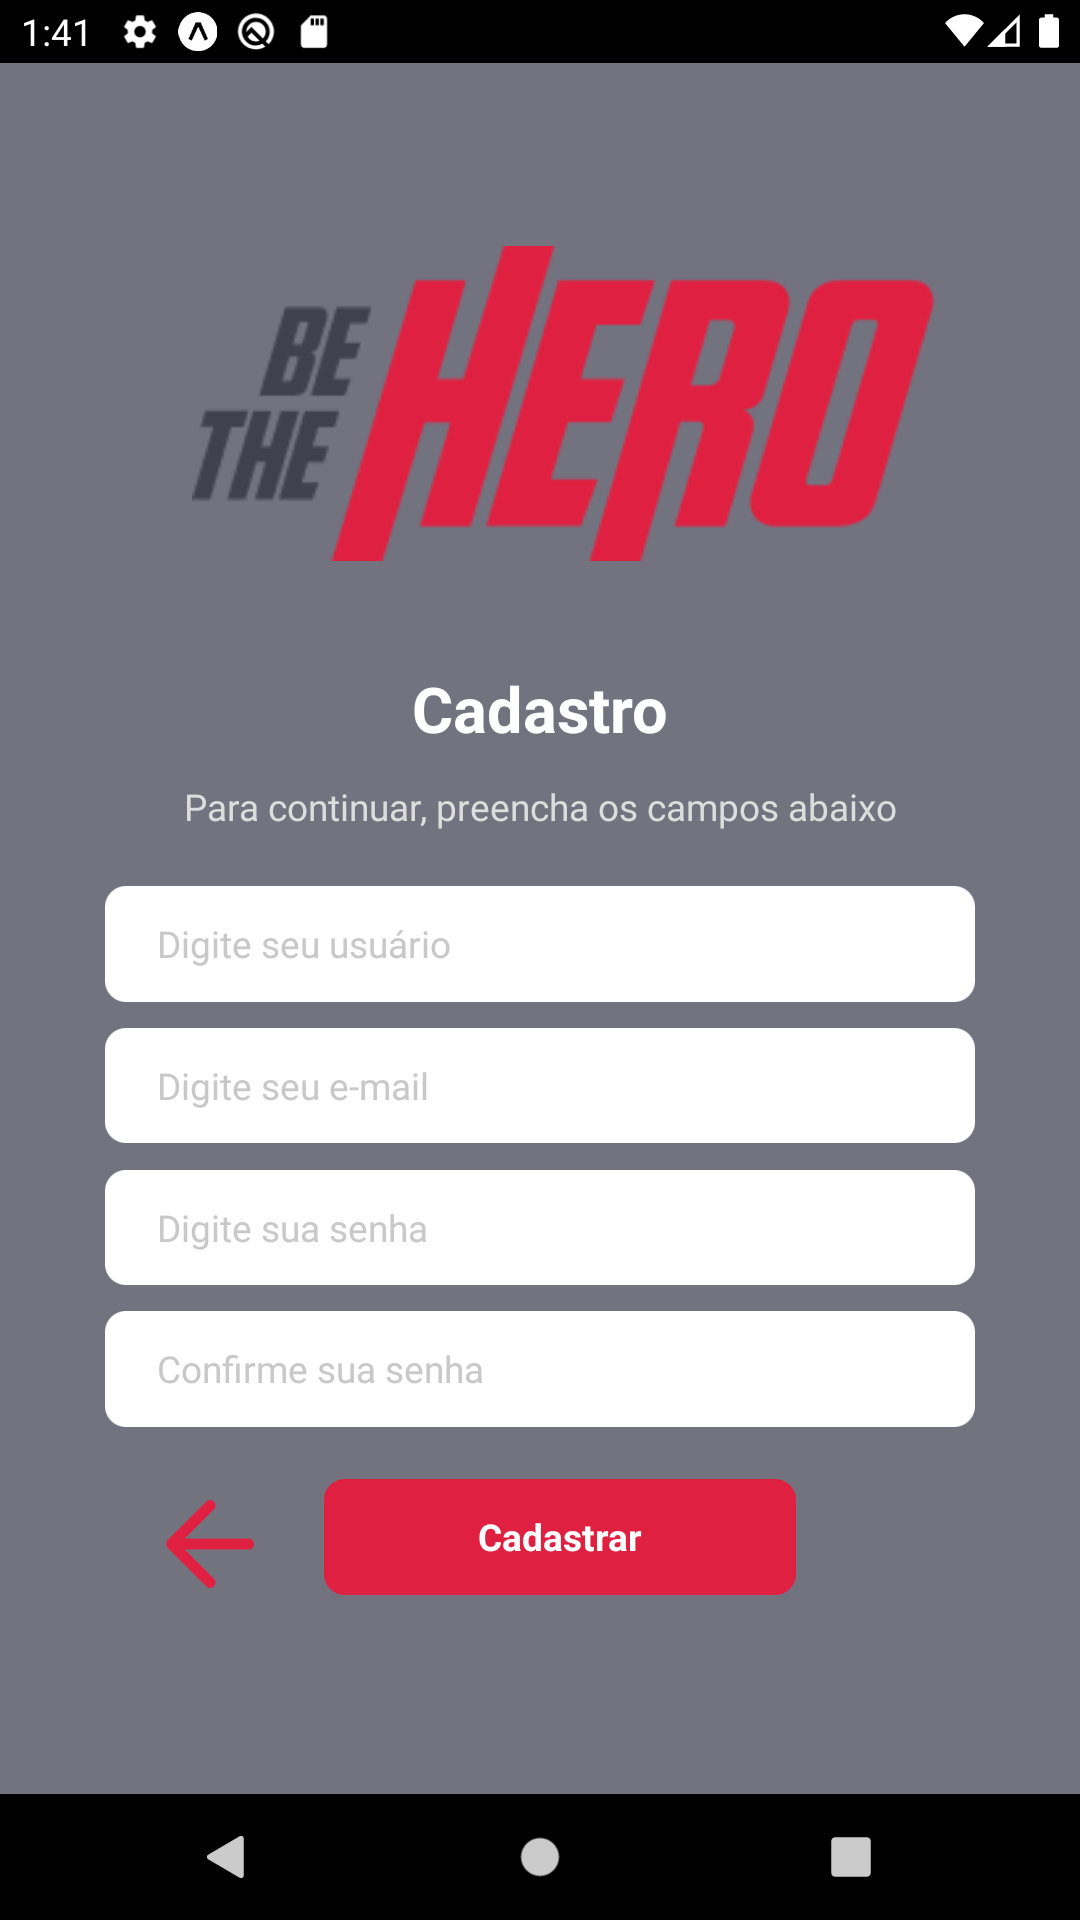 1:41
BE
THE HERO
Cadastro
Para continuar, preencha os campos abaixo
Digite seu usuário
Digite seu e-mail
Digite sua senha
Confirme sua senha
Cadastrar